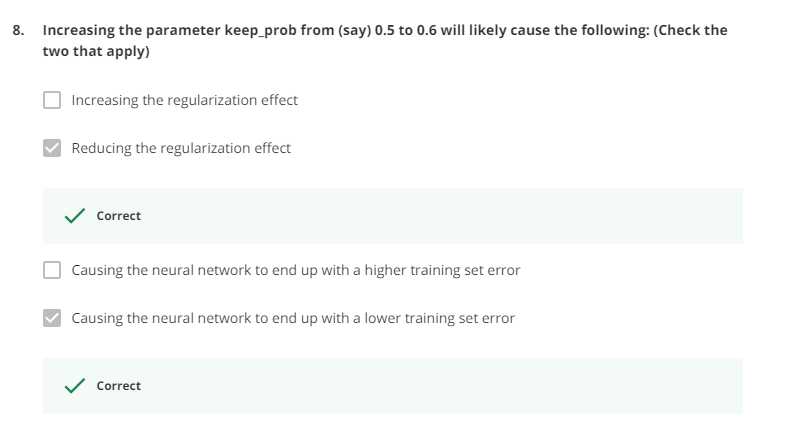 8. Increasing the parameter keep_prob from (say) 0.5 to 0.6 will likely cause the following: (Check the
two that apply)
Increasing the regularization effect
Reducing the regularization effect
Correct
Causing the neural network to end up with a higher training set error
Causing the neural network to end up with a lower training set error
Correct